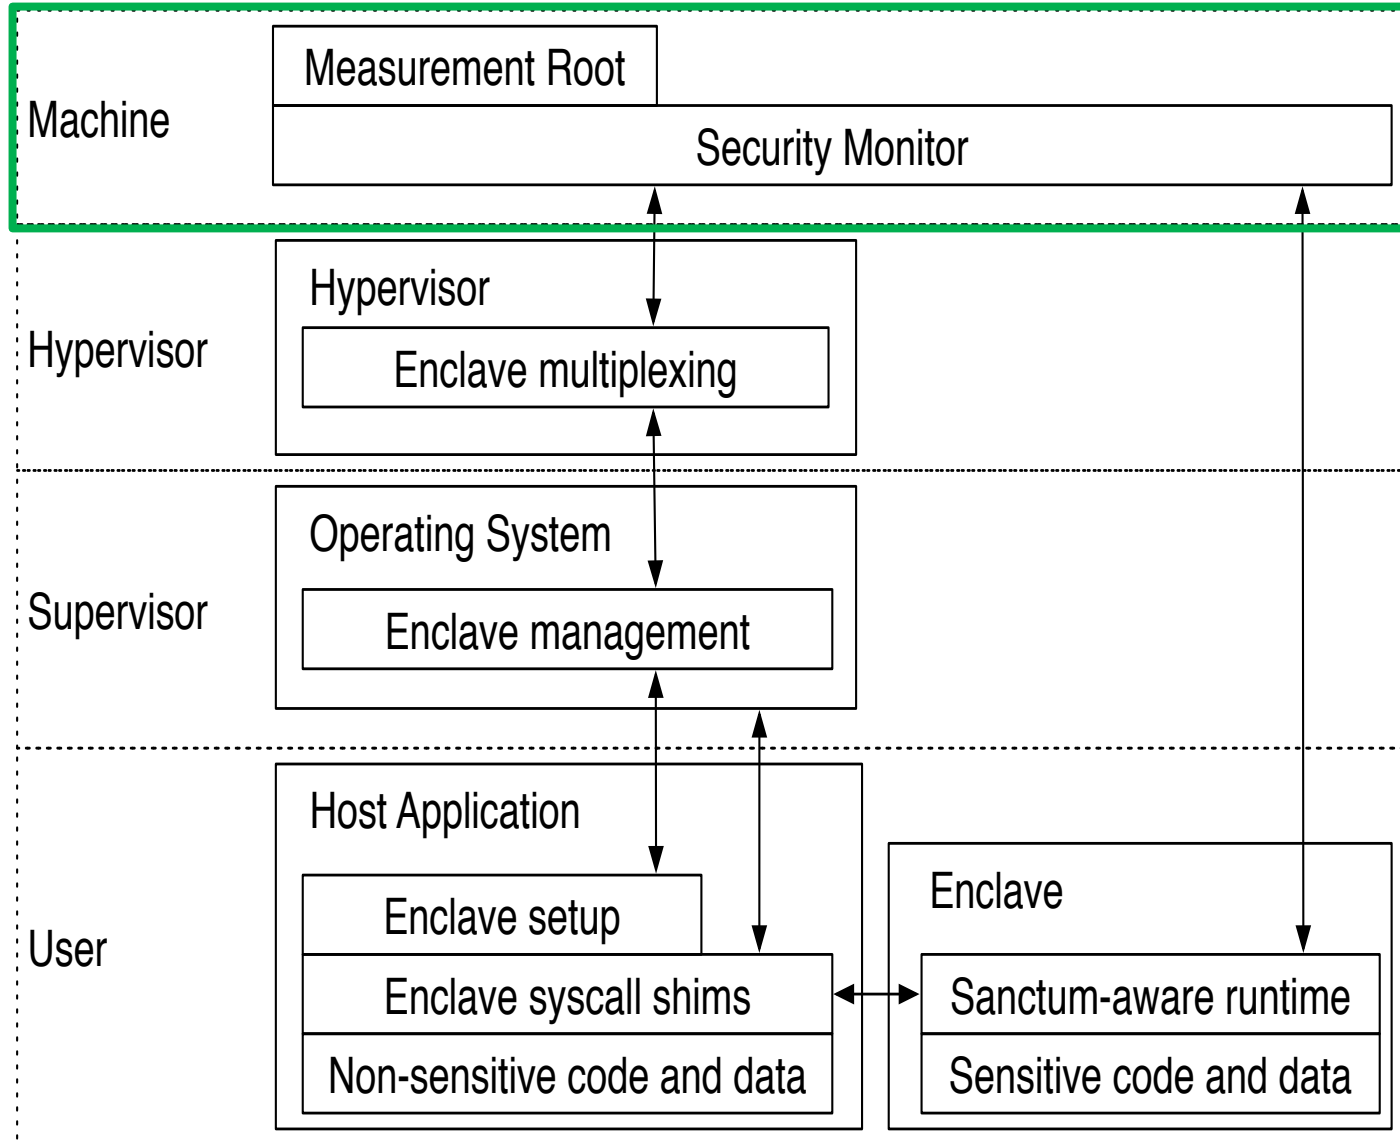 Machine
Measurement Root
Security Monitor
Hypervisor
Hypervisor
Enclave multiplexing
Supervisor
Operating System
Enclave management
User
Host Application
Enclave setup
Enclave syscall shims
Non-sensitive code and data
Enclave
Sanctum-aware runtime
Sensitive code and data